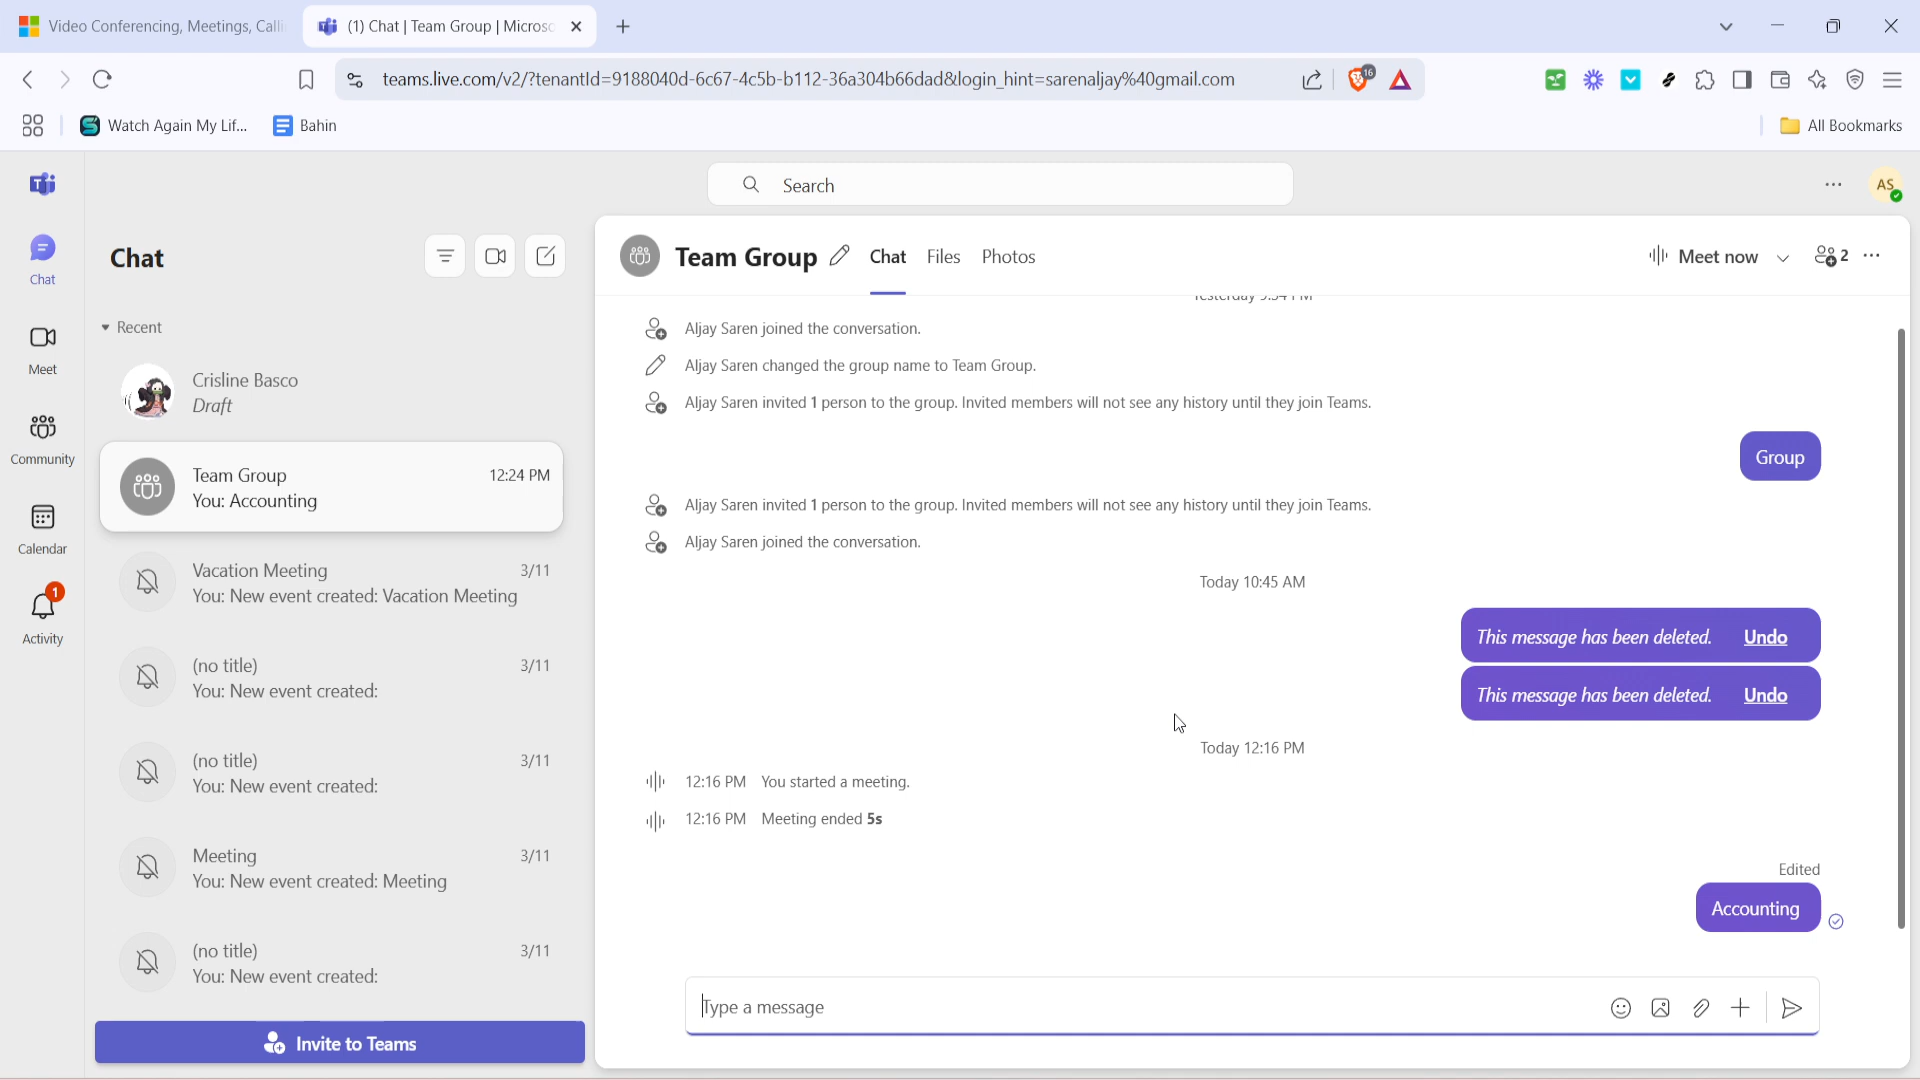 Video Conferencing, Meetings, Calli
(1) Chat | Team Group | Microso
teams.live.com/v2/?tenantId=9188040d-6c67-4c5b-b112-36a304b66dad&login_hint=sarenaljay%40gmail.com
16
Watch Again My Lif...
Bahin
All Bookmarks
Search
AS
Chat
Meet
Community
Calendar
1
Activity
Chat
Recent
Crisline Basco
Draft
Team Group 12:24 PM
You: Accounting
Vacation Meeting 3/11
You: New event created: Vacation Meeting
(no title) 3/11
You: New event created:
(no title) 3/11
You: New event created:
Meeting 3/11
You: New event created: Meeting
(no title) 3/11
You: New event created:
Invite to Teams
Team Group Chat Files Photos Meet now 2
Yesterday 9:54 PM
Aljay Saren joined the conversation.
Aljay Saren changed the group name to Team Group.
Aljay Saren invited 1 person to the group. Invited members will not see any history until they join Teams.
Group
Aljay Saren invited 1 person to the group. Invited members will not see any history until they join Teams.
Aljay Saren joined the conversation.
Today 10:45 AM
This message has been deleted. Undo
This message has been deleted. Undo
Today 12:16 PM
12:16 PM You started a meeting.
12:16 PM Meeting ended 5s
Edited
Accounting
Type a message